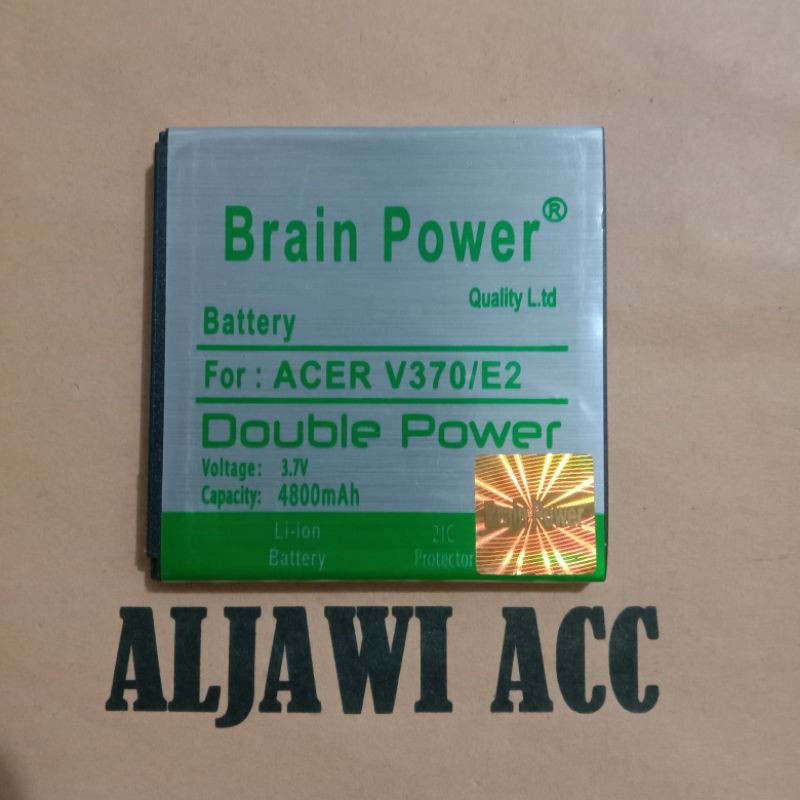 Brain Power®
Quality L.td
Battery
For : ACER V370/E2
Double Power
Voltage : 3.7V
Capacity: 4800mAh
Li-ion
Battery
21C
Protector
Brain Power
ALJAWI ACC